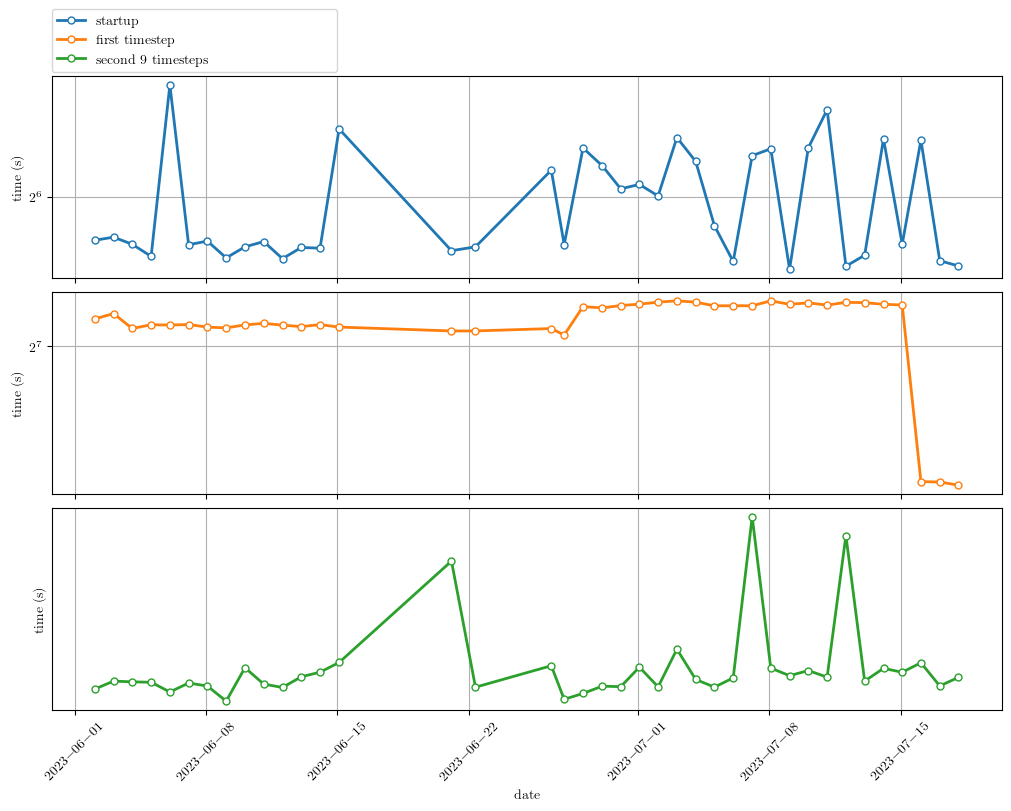 startup
first timestep
second 9 timesteps
time (s)
2^6
time (s)
2^7
time (s)
2023−06−01
2023−06−08
2023−06−15
2023−06−22
2023−07−01
2023−07−08
2023−07−15
date